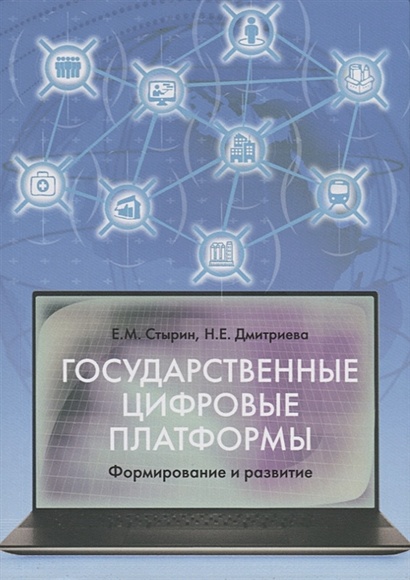 Е.М. Стырин, Н.Е. Дмитриева
ГОСУДАРСТВЕННЫЕ
ЦИФРОВЫЕ
ПЛАТФОРМЫ
Формирование и развитие